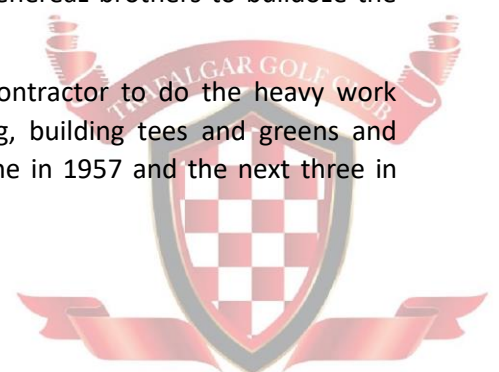 brothers to bulldoze the
TRAFALGAR GOLF CLUB
ontractor to do the heavy work
g, building tees and greens and
ne in 1957 and the next three in